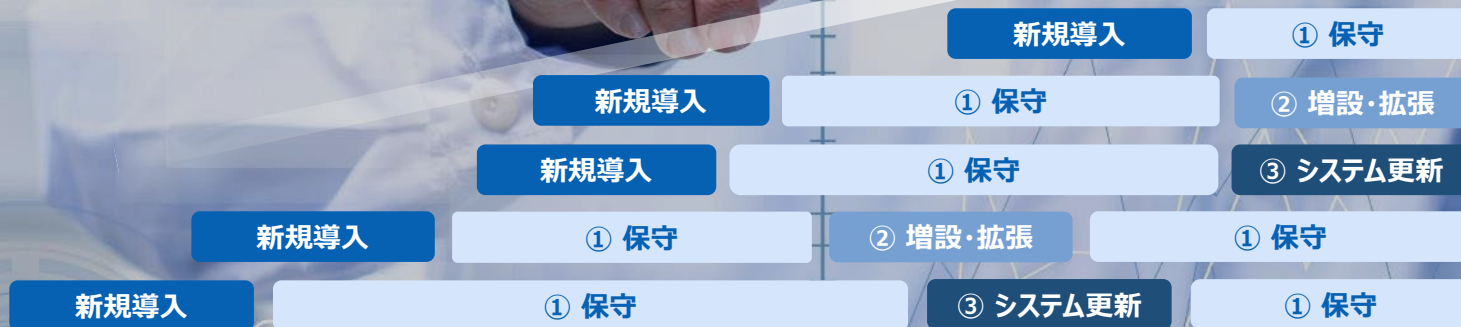 新規導入 ① 保守
新規導入 ① 保守 ② 増設・拡張
新規導入 ① 保守 ③ システム更新
新規導入 ① 保守 ② 増設・拡張 ① 保守
新規導入 ① 保守 ③ システム更新 ① 保守